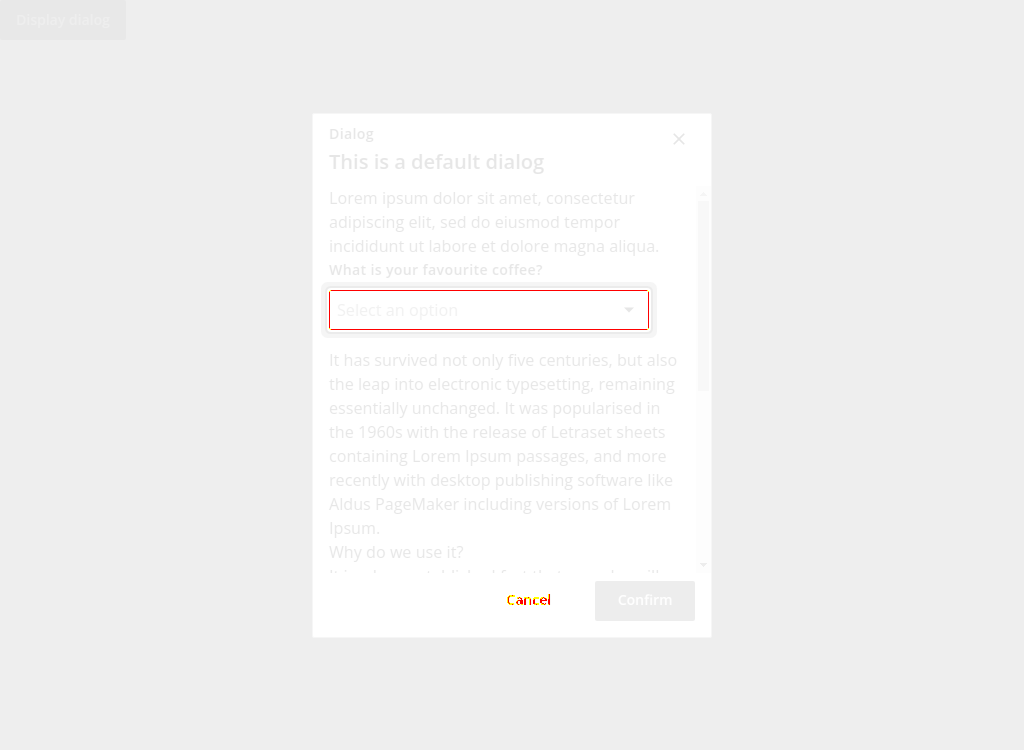 Display dialog
Dialog
This is a default dialog
Lorem ipsum dolor sit amet, consectetur
adipiscing elit, sed do eiusmod tempor
incididunt ut labore et dolore magna aliqua.
What is your favourite coffee?
Select an option
It has survived not only five centuries, but also
the leap into electronic typesetting, remaining
essentially unchanged. It was popularised in
the 1960s with the release of Letraset sheets
containing Lorem Ipsum passages, and more
recently with desktop publishing software like
Aldus PageMaker including versions of Lorem
Ipsum.
Why do we use it?
Cancel
Confirm